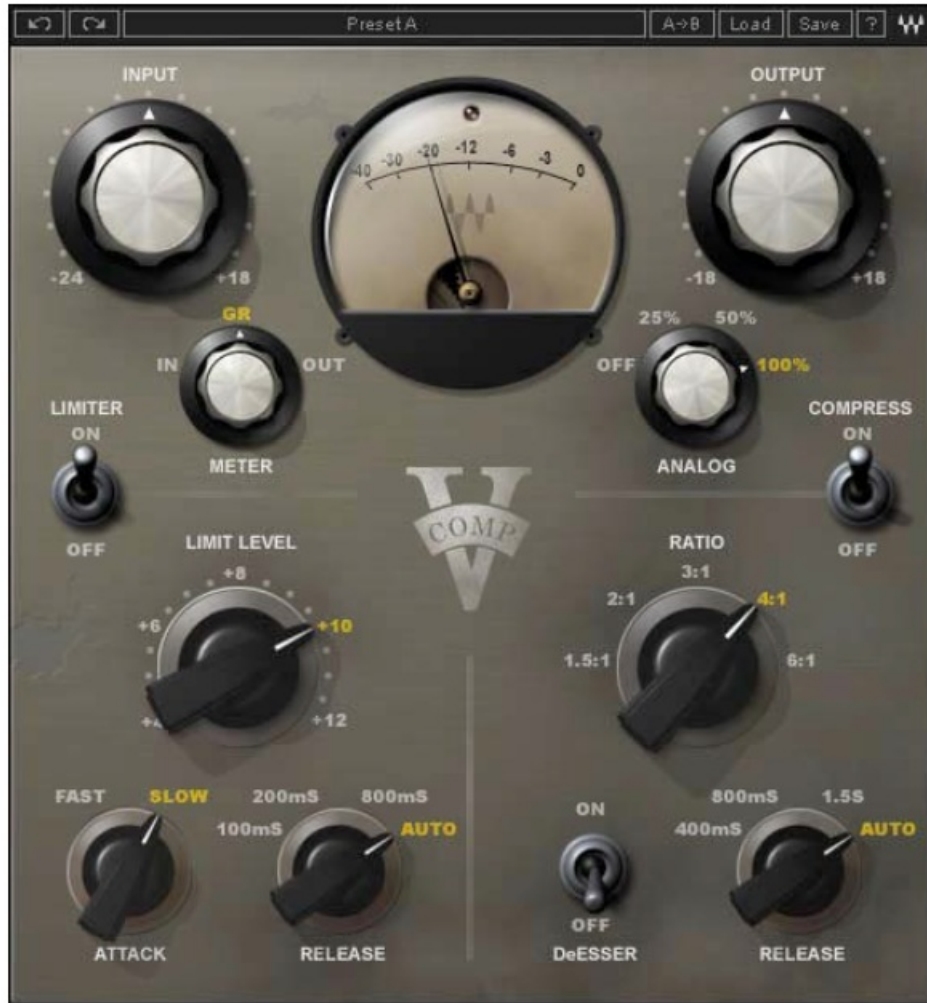 Preset A A→B Load Save ?
INPUT OUTPUT
-40 -30 -20 -12 -6 -3 0
-24 +18 -18 +18
GR 25% 50%
IN OUT OFF 100%
LIMITER COMPRESS
ON ON
METER ANALOG
OFF OFF
V
COMP
LIMIT LEVEL RATIO
+8 3:1
+6 +10 2:1 4:1
1.5:1 6:1
+4 +12
FAST SLOW 200mS 800mS ON 800mS 1.5S
100mS AUTO 400mS AUTO
OFF
ATTACK RELEASE DeESSER RELEASE